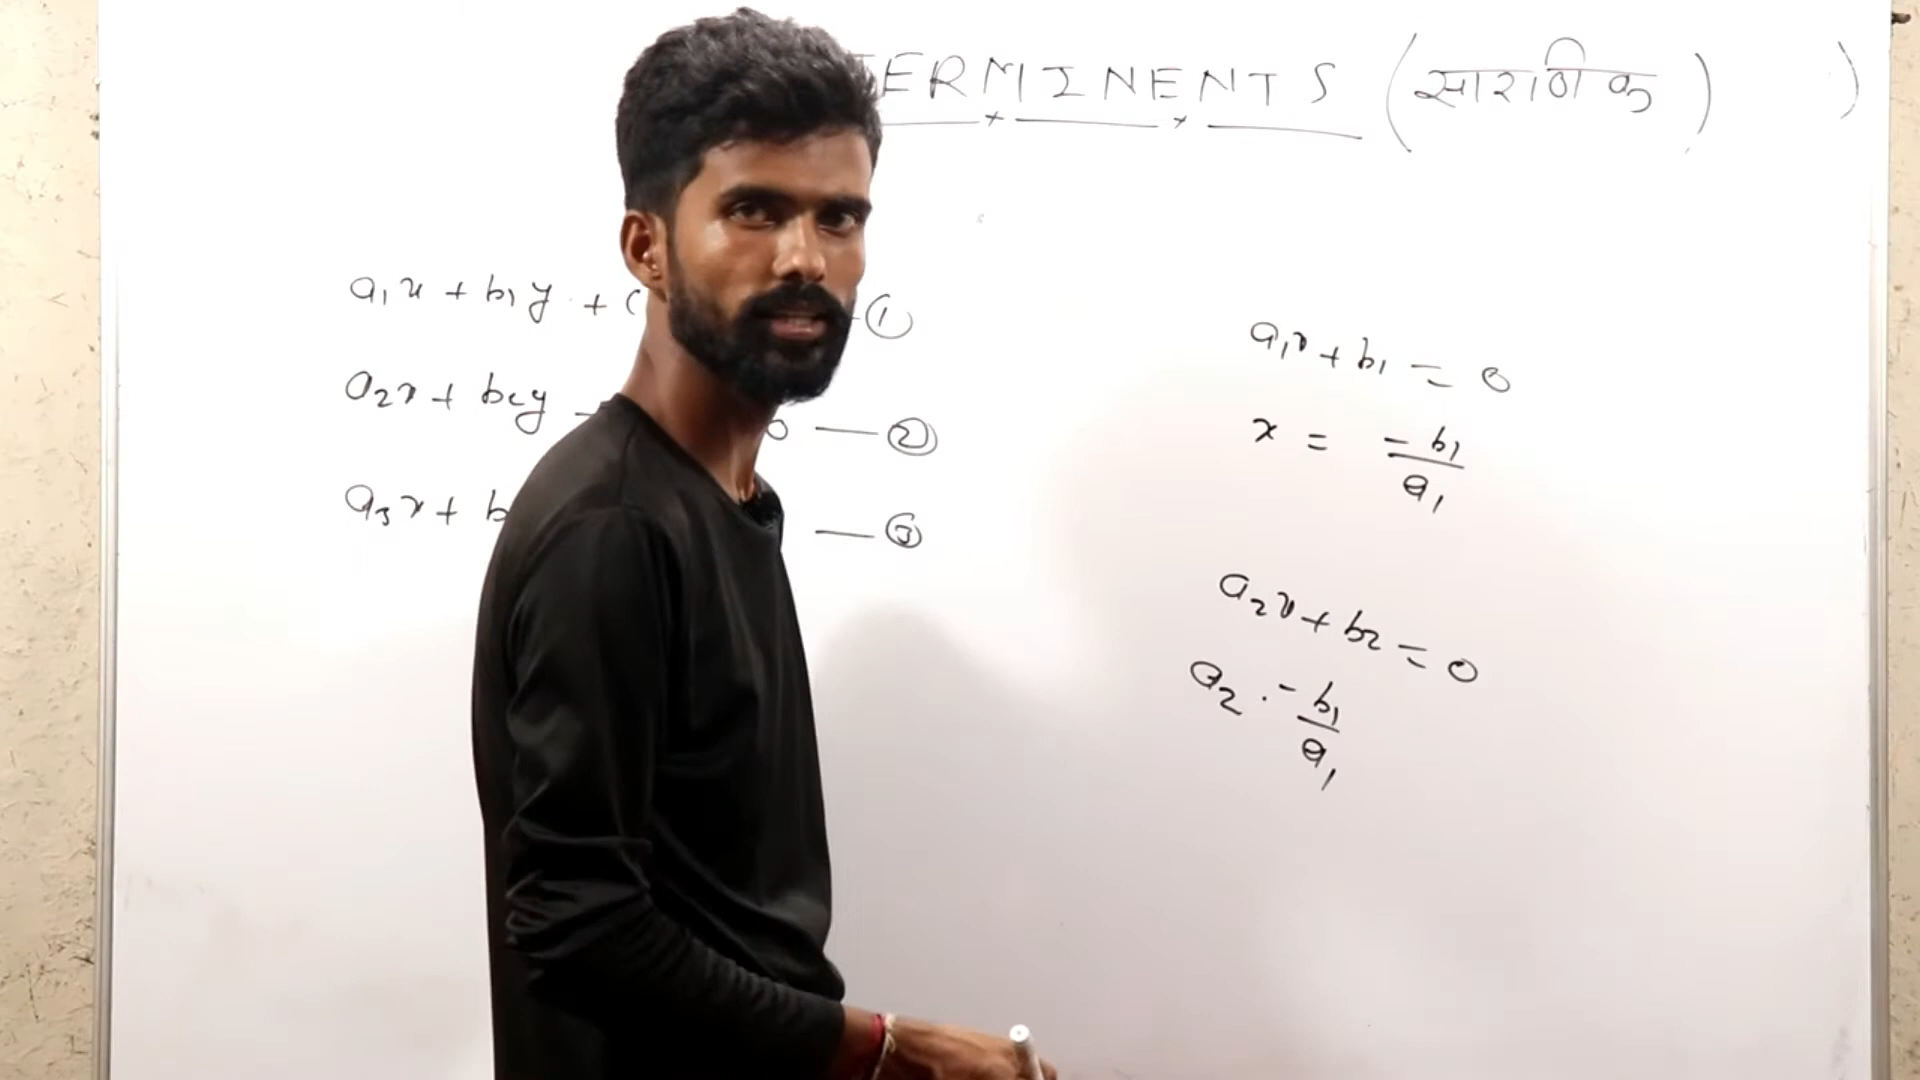 ERMINENTS (सारणिक) )
a₁x + b₁y + ( — ①
a₂x + b₂y - 0 — ②
a₃x + b — ③
a₁x + b₁ = 0
x = -b₁/a₁
a₂x + b₂ = 0
a₂ · -b₁/a₁